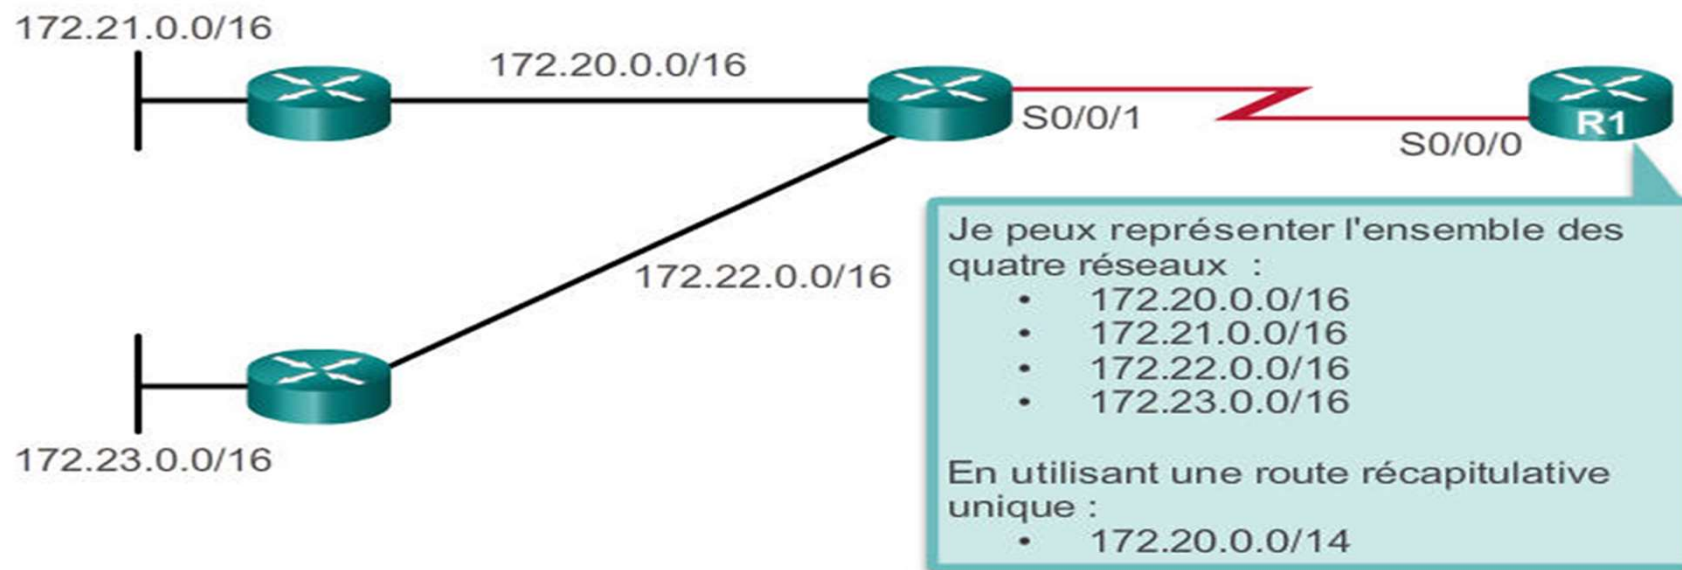 172.21.0.0/16
172.20.0.0/16
S0/0/1
R1
S0/0/0
172.22.0.0/16
172.23.0.0/16
Je peux représenter l'ensemble des
quatre réseaux :
• 172.20.0.0/16
• 172.21.0.0/16
• 172.22.0.0/16
• 172.23.0.0/16
En utilisant une route récapitulative
unique :
• 172.20.0.0/14